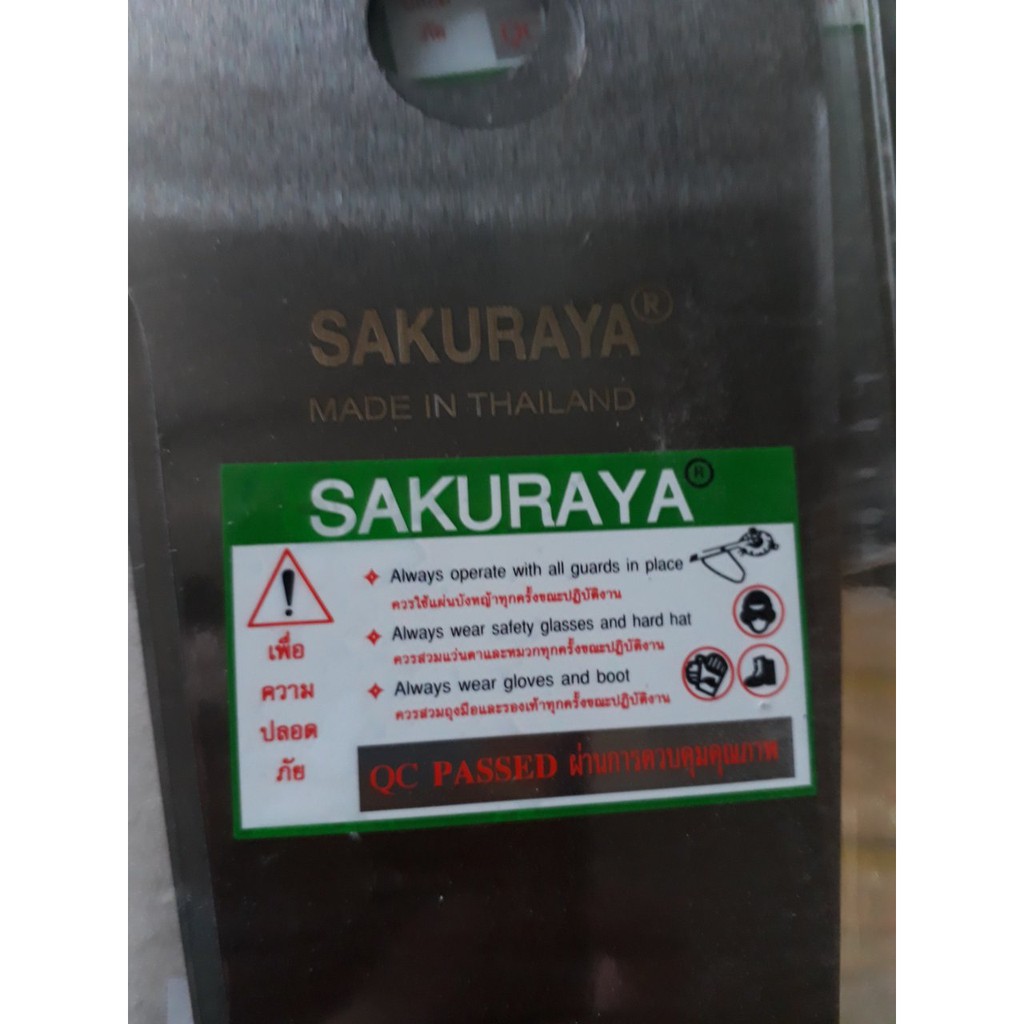 ภัย QC
SAKURAYA®
MADE IN THAILAND
SAKURAYA®
Always operate with all guards in place
ควรใช้แผ่นบังหญ้าทุกครั้งขณะปฏิบัติงาน
Always wear safety glasses and hard hat
ควรสวมแว่นตาและหมวกทุกครั้งขณะปฏิบัติงาน
Always wear gloves and boot
ควรสวมถุงมือและรองเท้าทุกครั้งขณะปฏิบัติงาน
เพื่อ
ความ
ปลอด
ภัย
QC PASSED ผ่านการควบคุมคุณภาพ